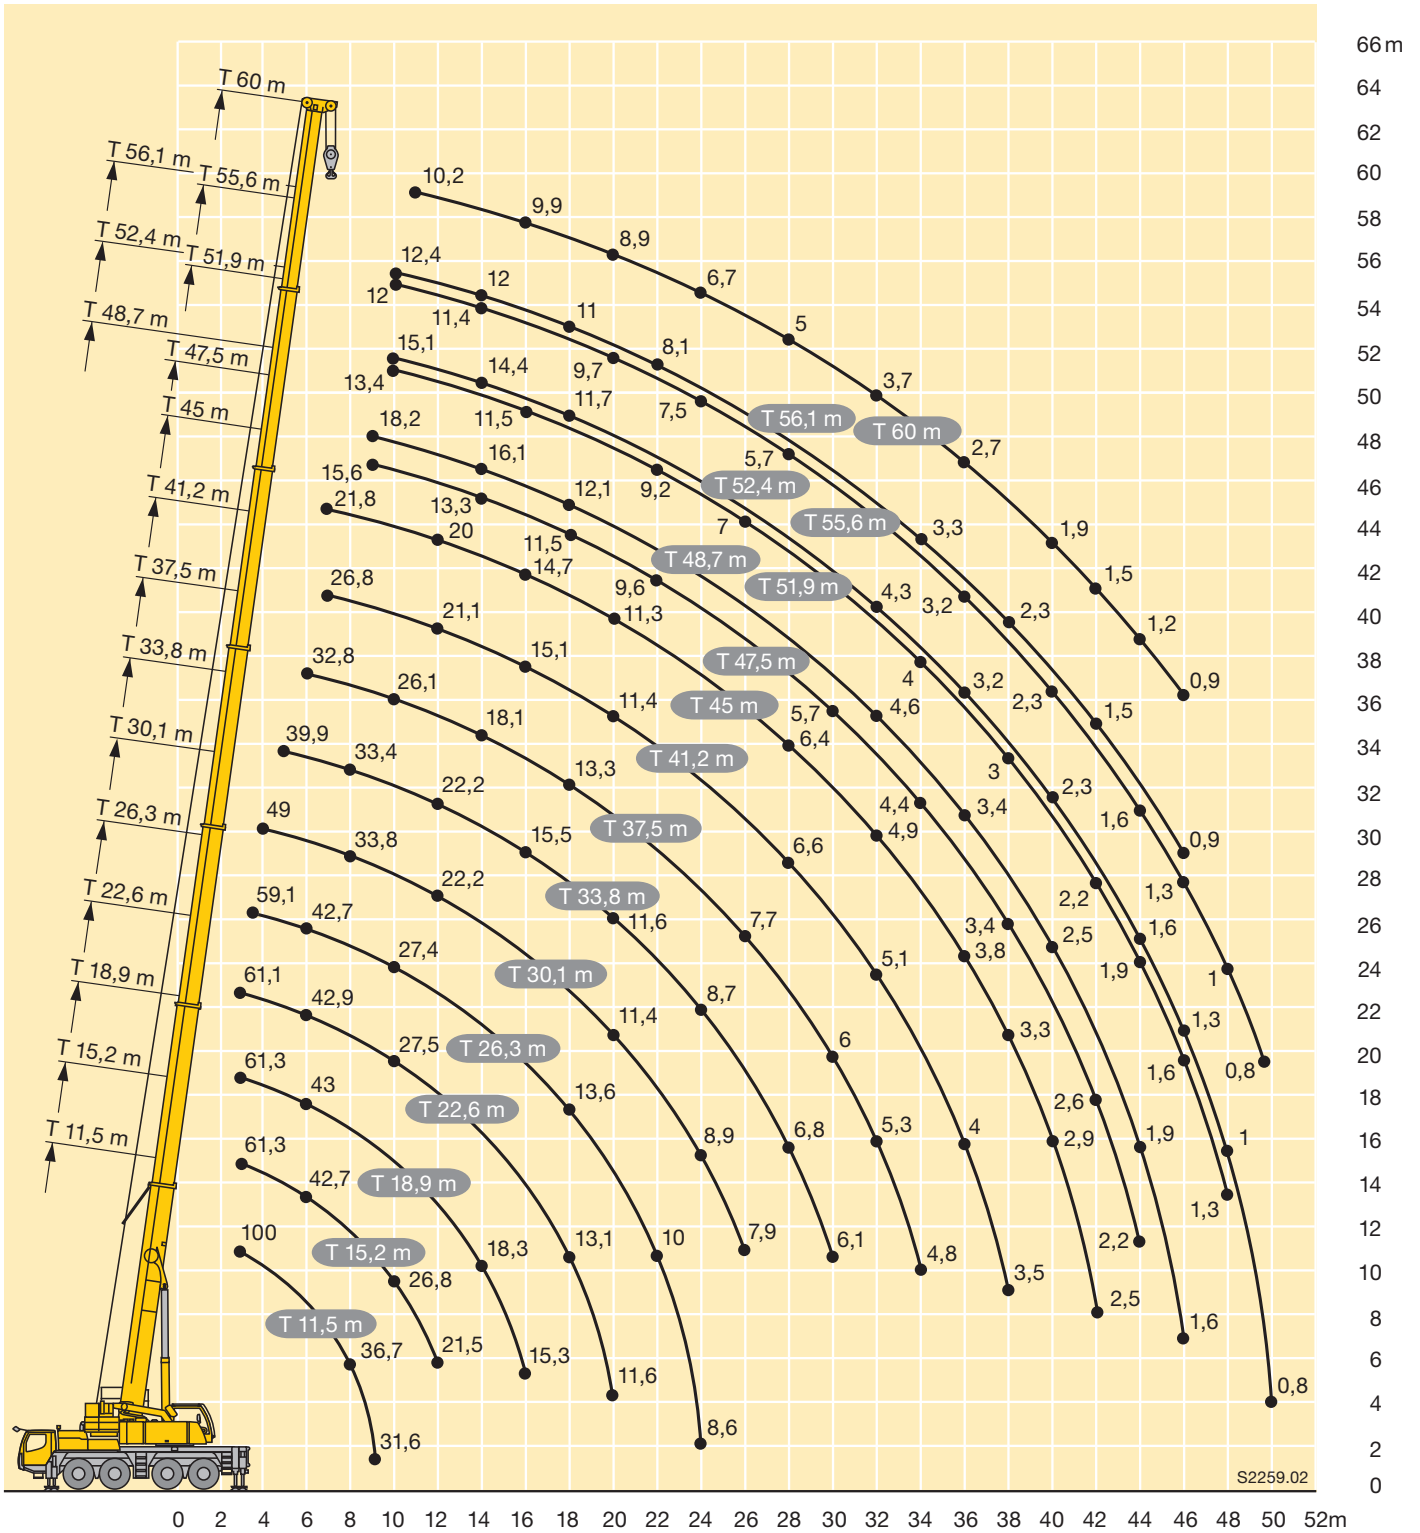 66 m
64
62
60
58
56
54
52
50
48
46
44
42
40
38
36
34
32
30
28
26
24
22
20
18
16
14
12
10
8
6
4
2
0
T 60 m
T 56,1 m
T 55,6 m
T 52,4 m
T 51,9 m
T 48,7 m
T 47,5 m
T 45 m
T 41,2 m
T 37,5 m
T 33,8 m
T 30,1 m
T 26,3 m
T 22,6 m
T 18,9 m
T 15,2 m
T 11,5 m
10,2 9,9 8,9 6,7 5 3,7 2,7 1,9 1,5 1,2 0,9
T 60 m
12,4 12 11 8,1 3,3 2,3 1,5 0,9
T 56,1 m
12 11,4 9,7 7,5 5,7 3,2 2,3 1,6 1,3 1 0,8
T 55,6 m
15,1 14,4 11,7 4,3 3,2 2,3 1,6 1,3 1 0,8
T 52,4 m
13,4 11,5 9,2 7 4 3 2,2 1,9 1,6 1,3
T 51,9 m
18,2 16,1 12,1 4,6 3,4 2,5 1,9 1,6
T 48,7 m
15,6 13,3 11,5 9,6 5,7 4,4 3,4 2,6 2,2
T 47,5 m
21,8 20 14,7 11,3 6,4 4,9 3,8 3,3 2,9 2,5
T 45 m
26,8 21,1 15,1 11,4 6,6 5,1 4 3,5
T 41,2 m
32,8 26,1 18,1 13,3 7,7 6 5,3 4,8
T 37,5 m
39,9 33,4 22,2 15,5 11,6 8,7 6,8 6,1
T 33,8 m
49 33,8 22,2 11,4 8,9 7,9
T 30,1 m
59,1 42,7 27,4 13,6 10 8,6
T 26,3 m
61,1 42,9 27,5 13,1 11,6
T 22,6 m
61,3 43 18,3 15,3
T 18,9 m
61,3 42,7 26,8 21,5
T 15,2 m
100 36,7 31,6
T 11,5 m
S2259.02
0 2 4 6 8 10 12 14 16 18 20 22 24 26 28 30 32 34 36 38 40 42 44 46 48 50 52m